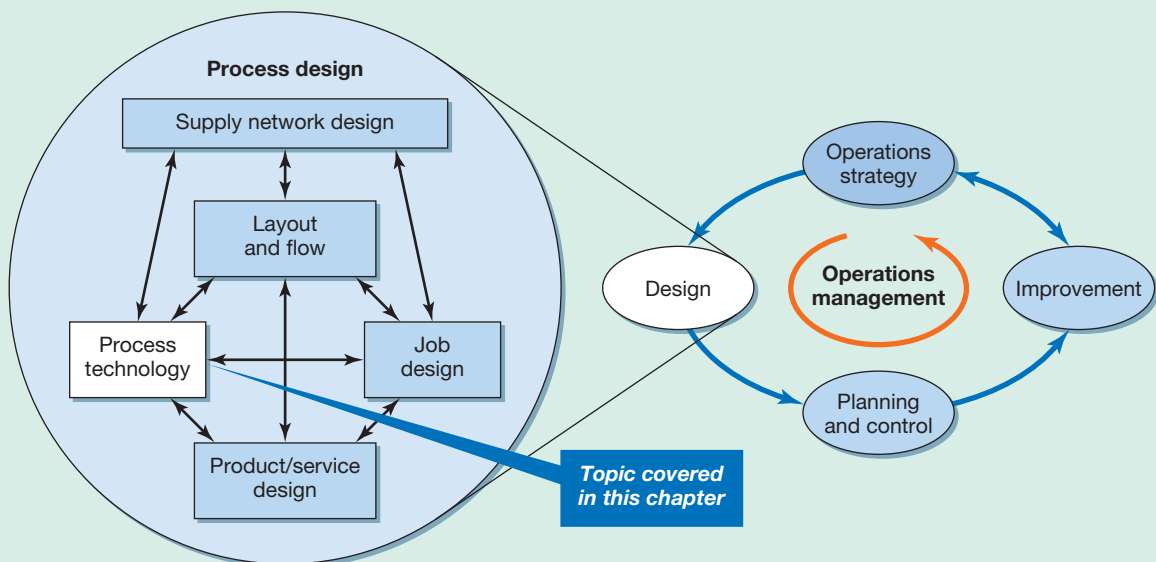 Process design
Supply network design
Layout
and flow
Process
technology
Job
design
Product/service
design
Topic covered
in this chapter
Operations
strategy
Design
Operations
management
Improvement
Planning
and control